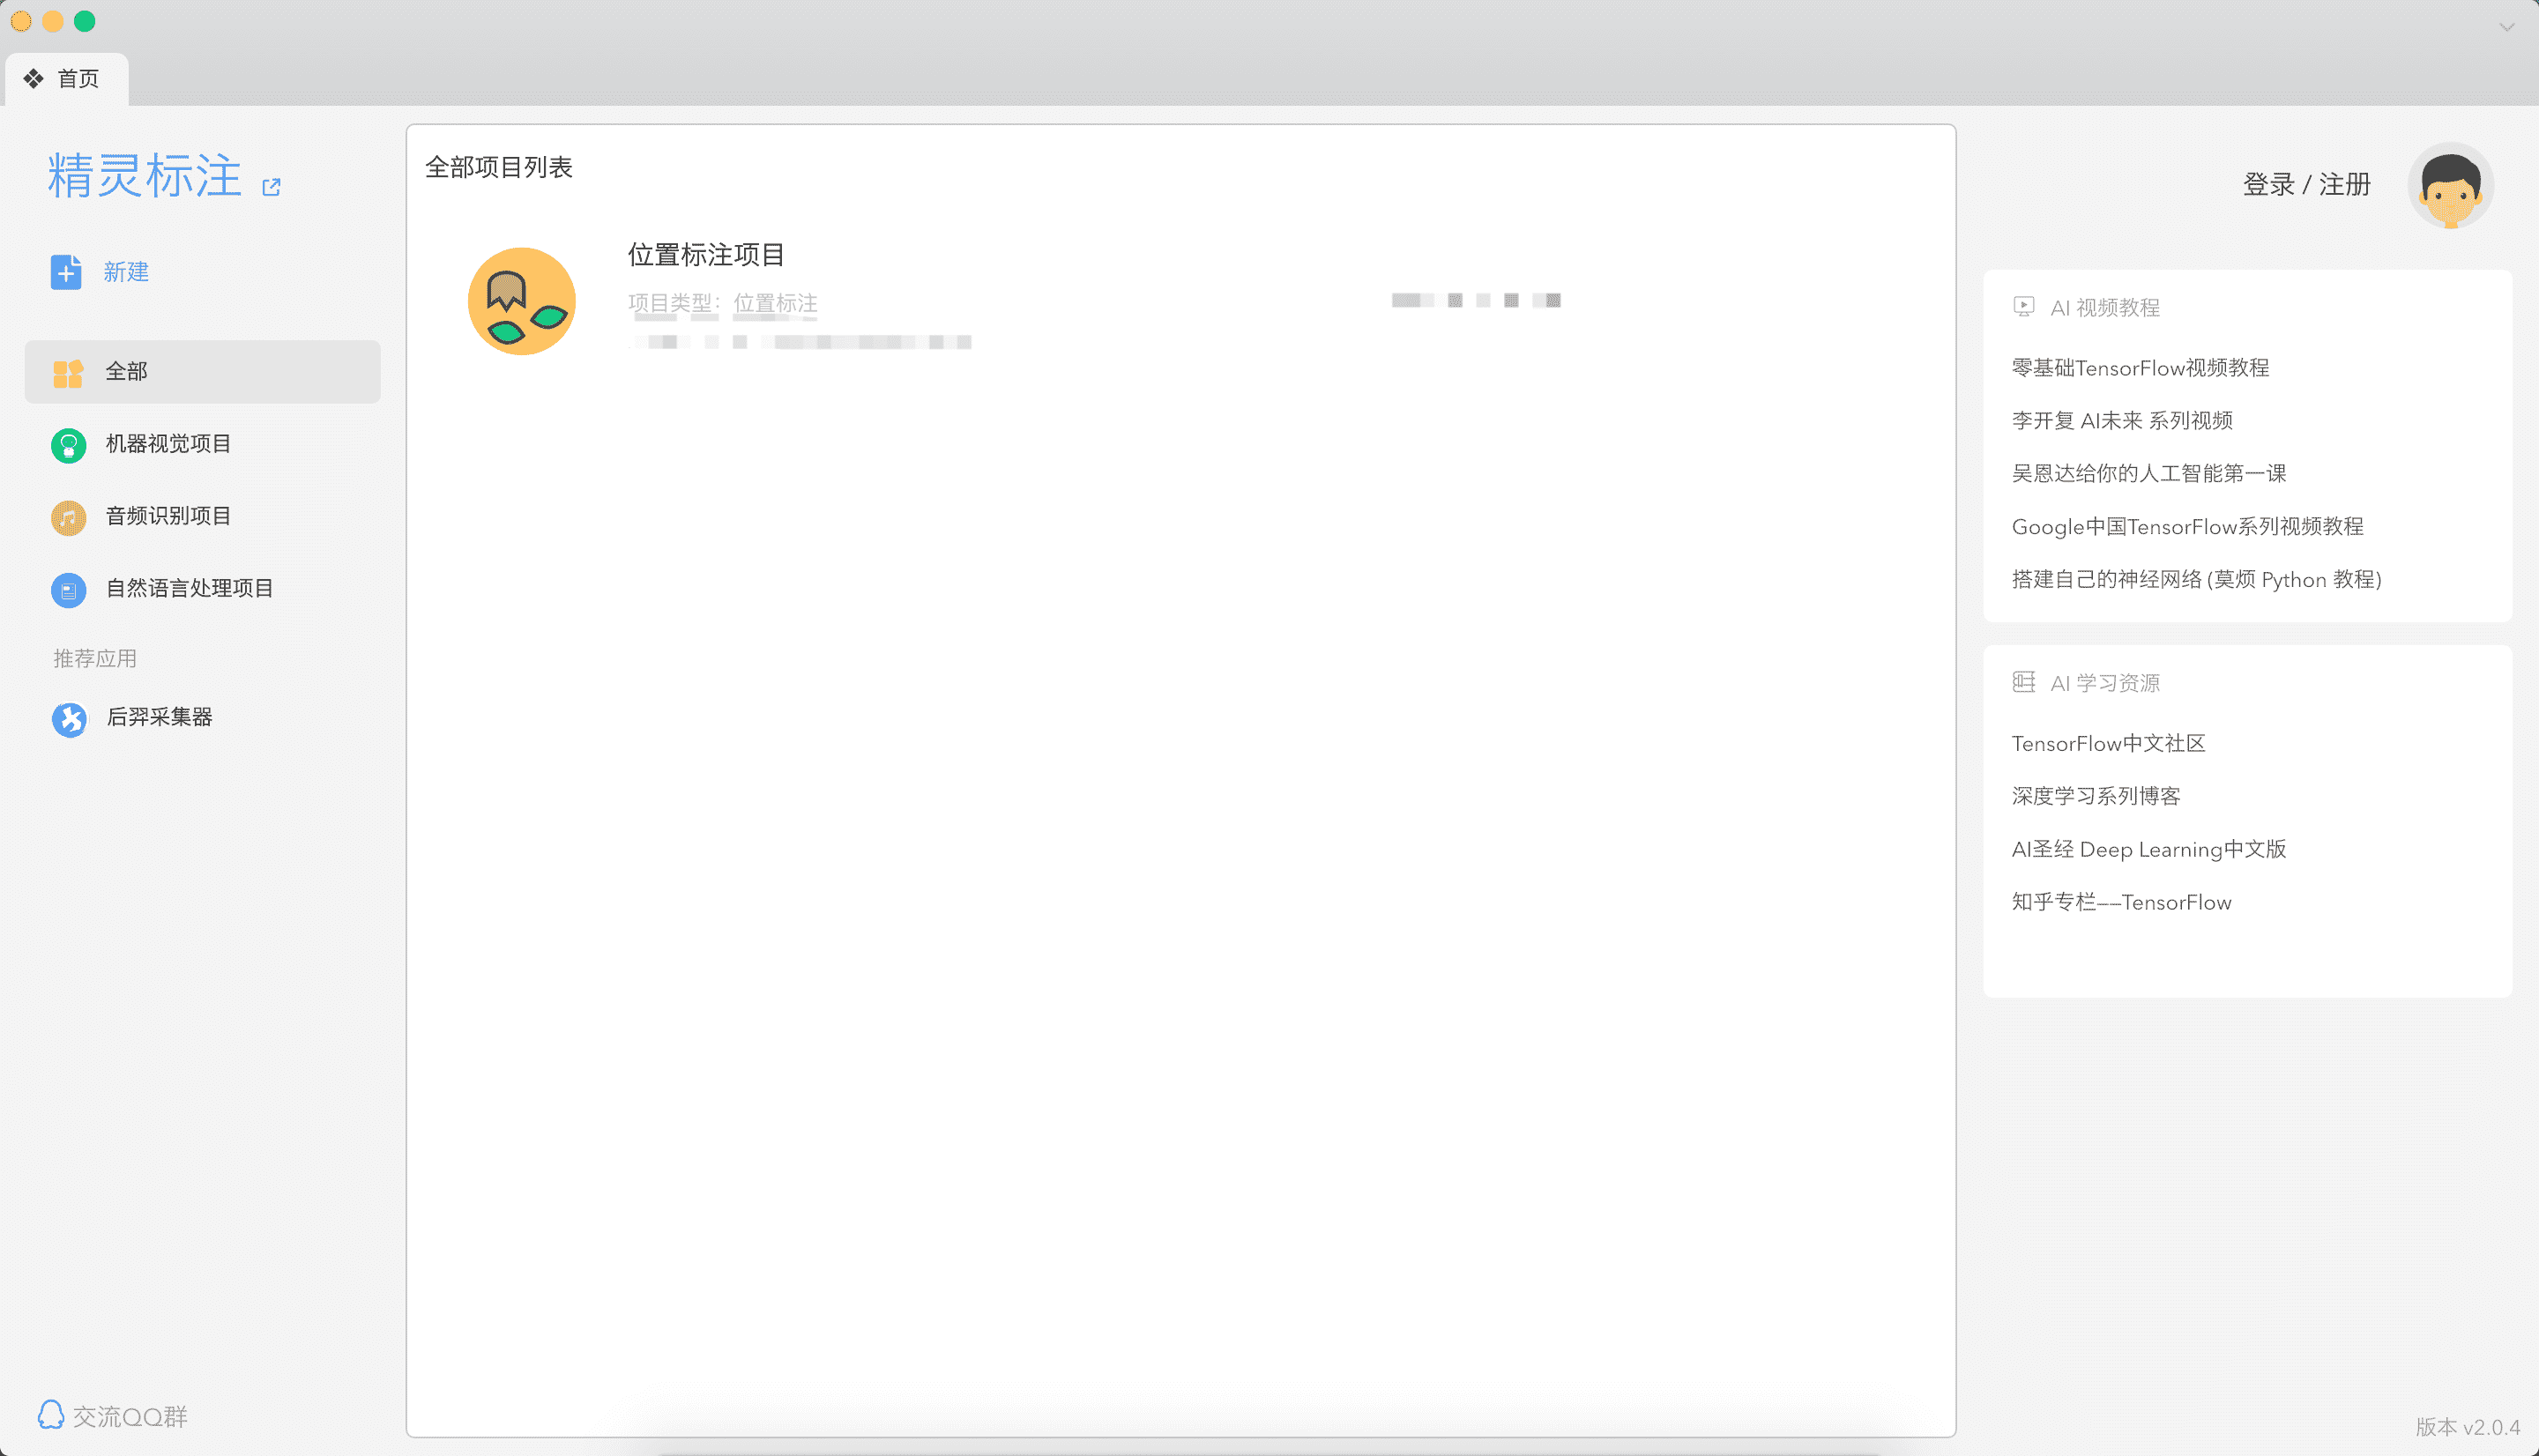 首页
精灵标注
新建
全部
机器视觉项目
音频识别项目
自然语言处理项目
推荐应用
后羿采集器
交流QQ群
全部项目列表
位置标注项目
项目类型: 位置标注
登录 / 注册
AI 视频教程
零基础TensorFlow视频教程
李开复 AI未来 系列视频
吴恩达给你的人工智能第一课
Google中国TensorFlow系列视频教程
搭建自己的神经网络 (莫烦 Python 教程)
AI 学习资源
TensorFlow中文社区
深度学习系列博客
AI圣经 Deep Learning中文版
知乎专栏——TensorFlow
版本 v2.0.4